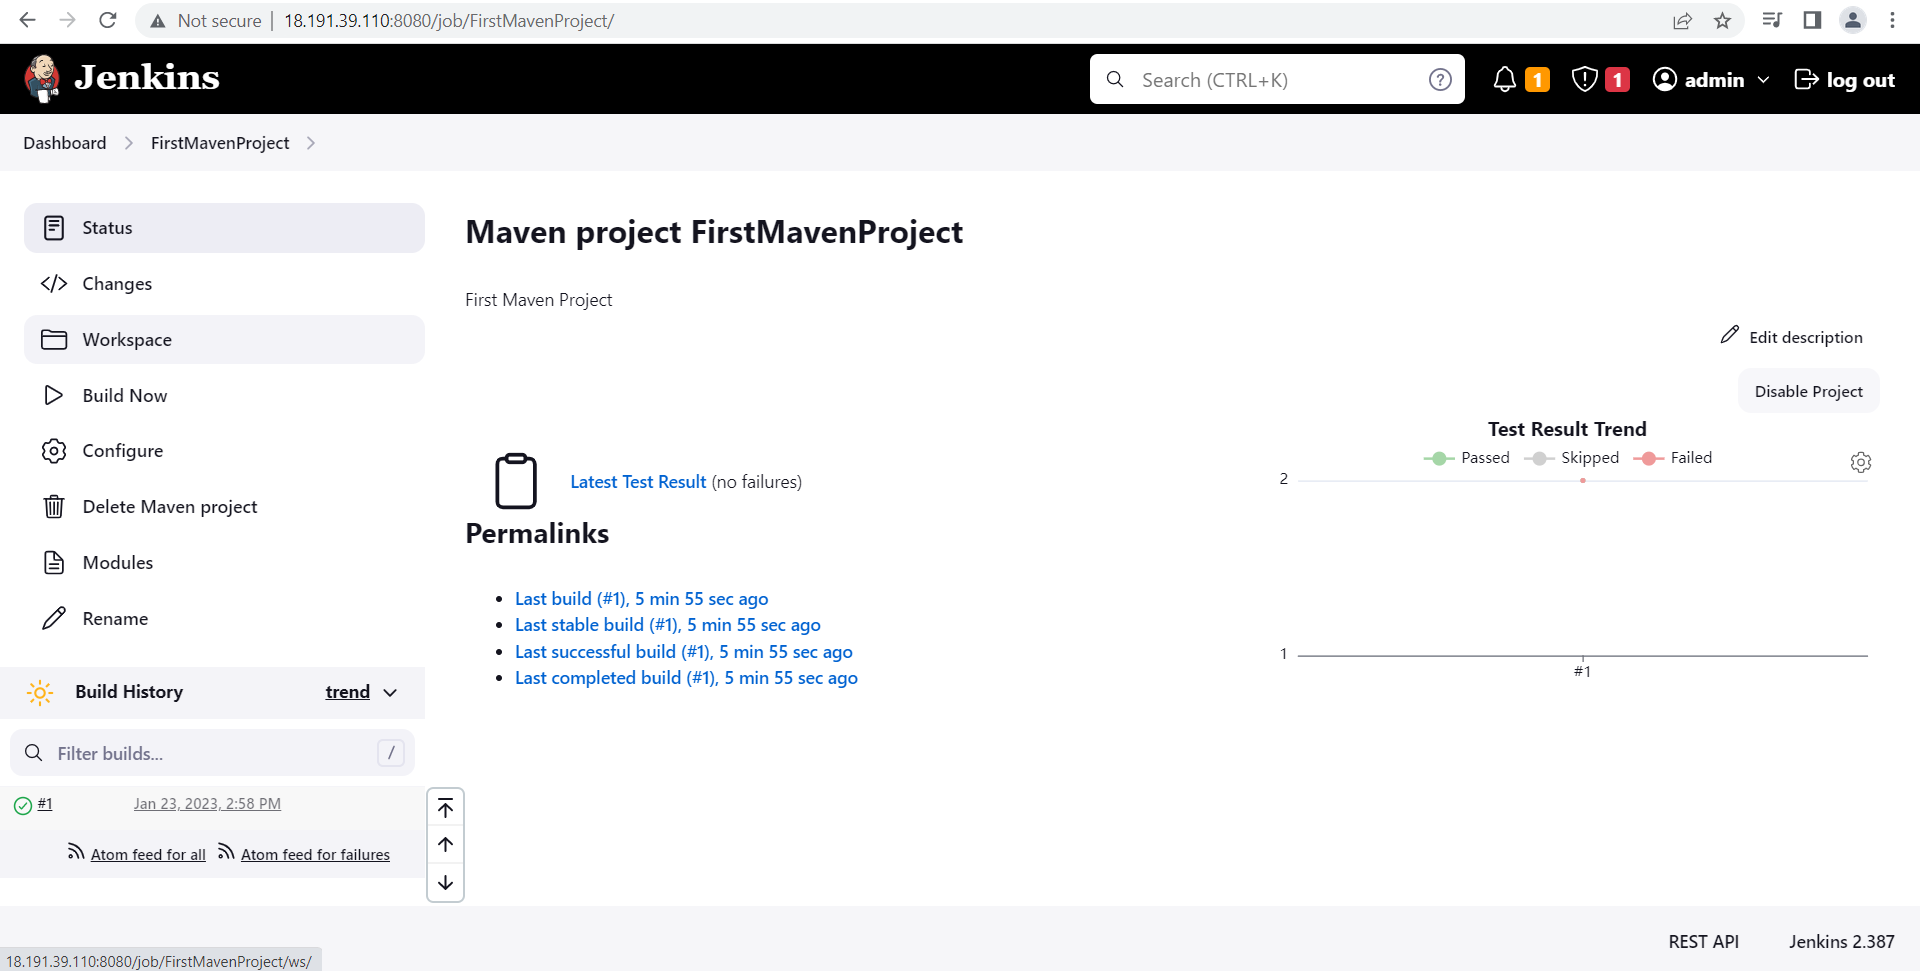 Not secure | 18.191.39.110:8080/job/FirstMavenProject/
Jenkins
Search (CTRL+K)
?
1
1
admin
log out
Dashboard
FirstMavenProject
Status
Changes
Workspace
Build Now
Configure
Delete Maven project
Modules
Rename
Build History
trend
Filter builds...
/
#1
Jan 23, 2023, 2:58 PM
Atom feed for all
Atom feed for failures
Maven project FirstMavenProject
First Maven Project
Edit description
Disable Project
Latest Test Result (no failures)
Permalinks
Last build (#1), 5 min 55 sec ago
Last stable build (#1), 5 min 55 sec ago
Last successful build (#1), 5 min 55 sec ago
Last completed build (#1), 5 min 55 sec ago
Test Result Trend
Passed
Skipped
Failed
2
1
#1
REST API
Jenkins 2.387
18.191.39.110:8080/job/FirstMavenProject/ws/